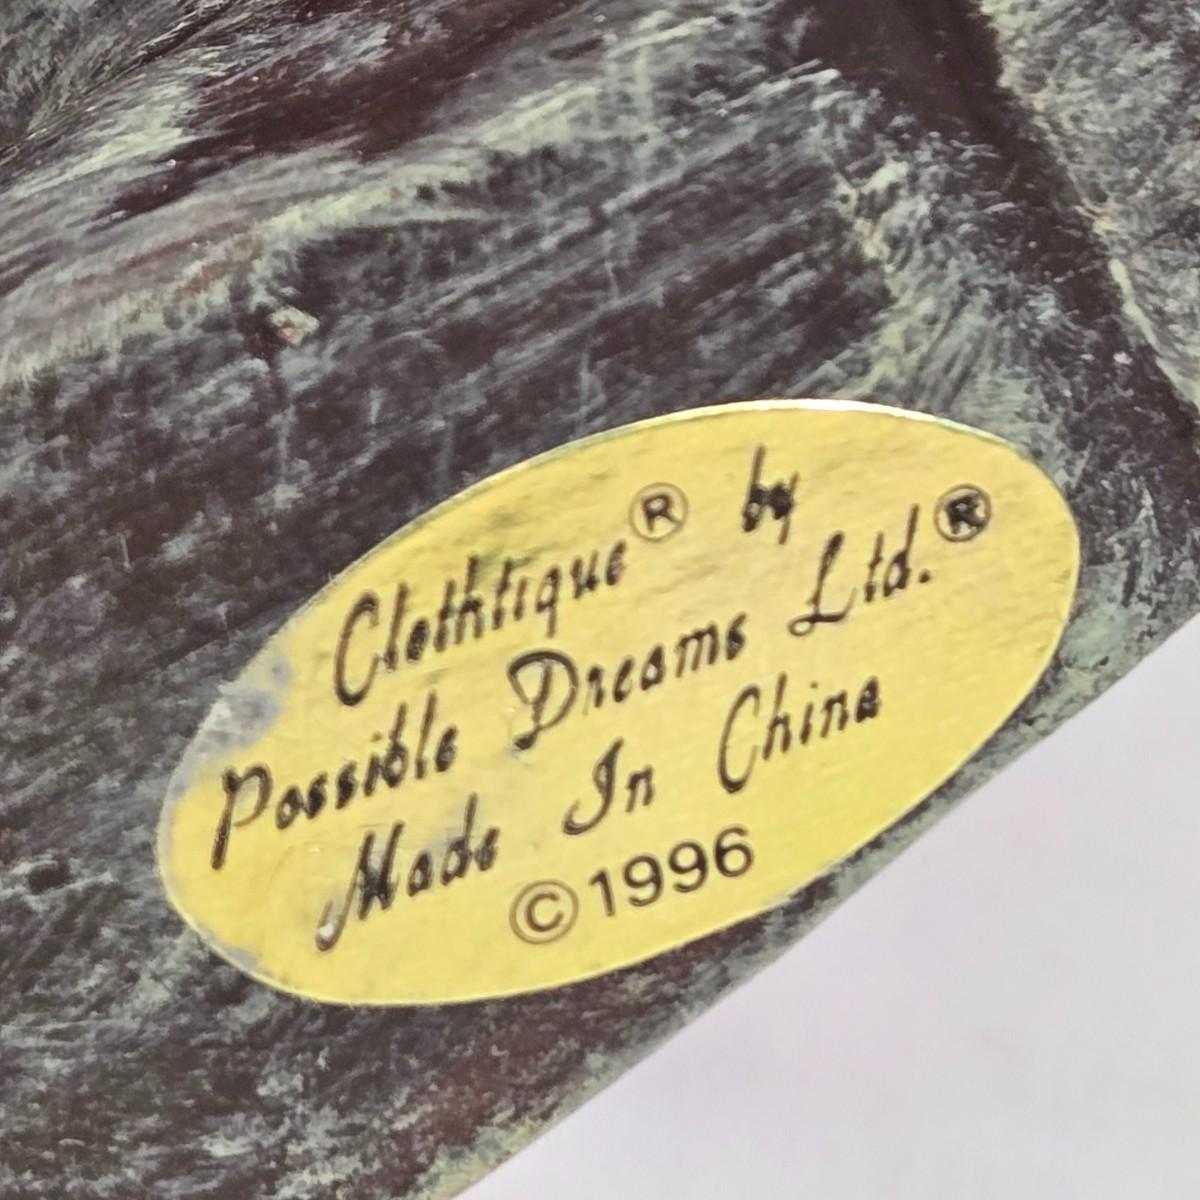 Clothtique® by
Possible Dreams Ltd.®
Made In China
©1996